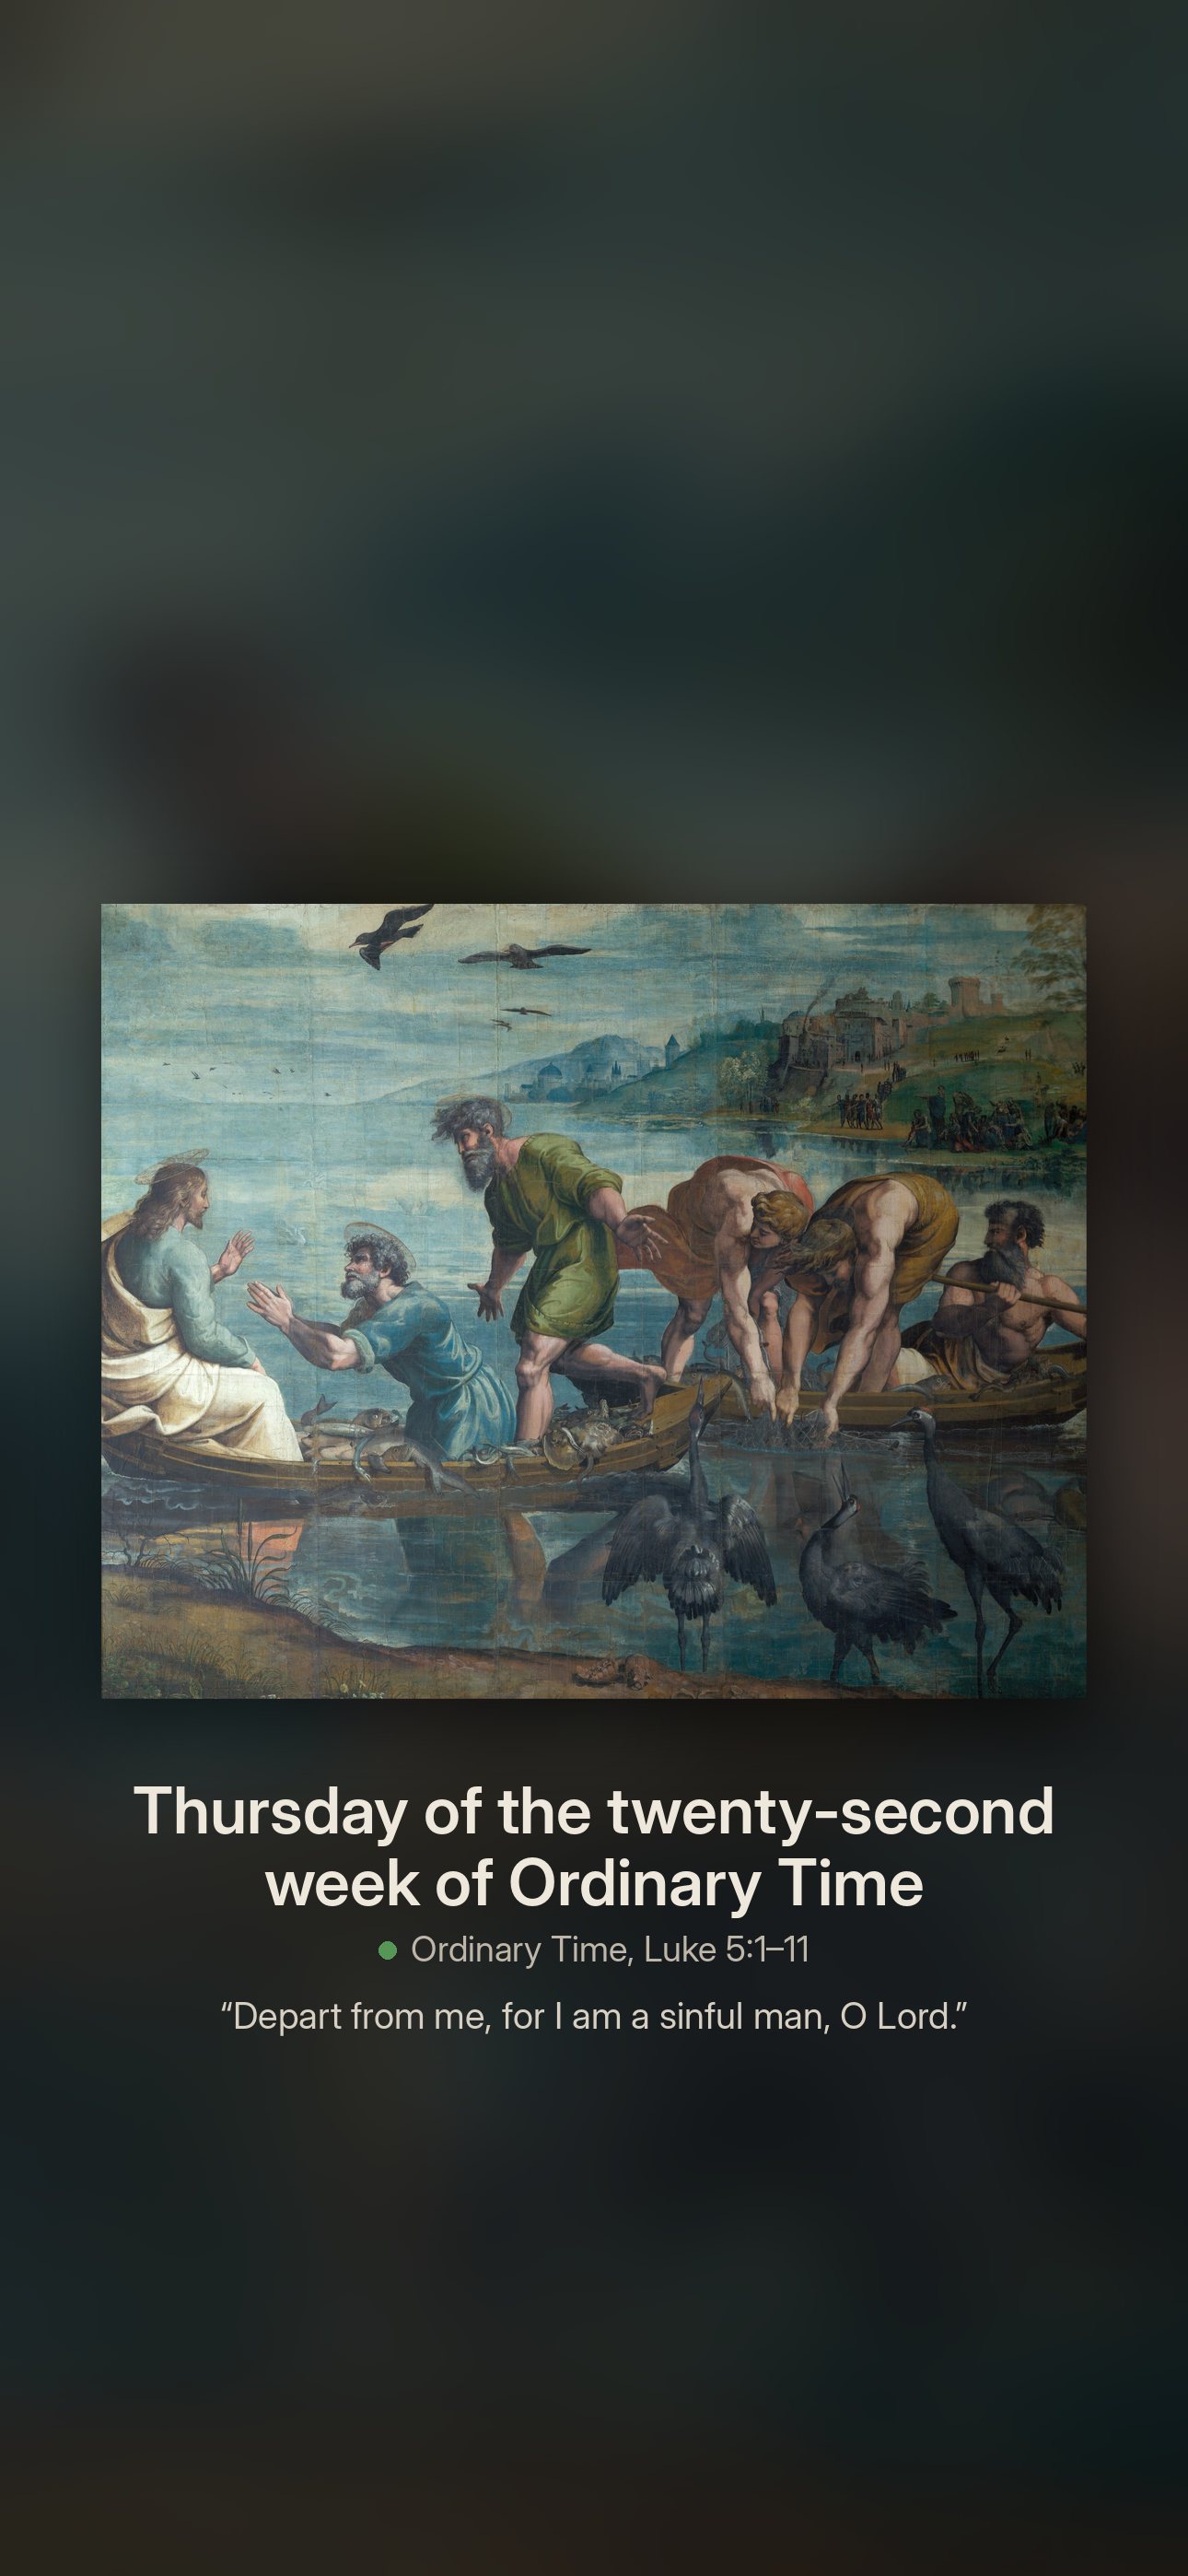 Thursday of the twenty-second
week of Ordinary Time
Ordinary Time, Luke 5:1–11
“Depart from me, for I am a sinful man, O Lord.”